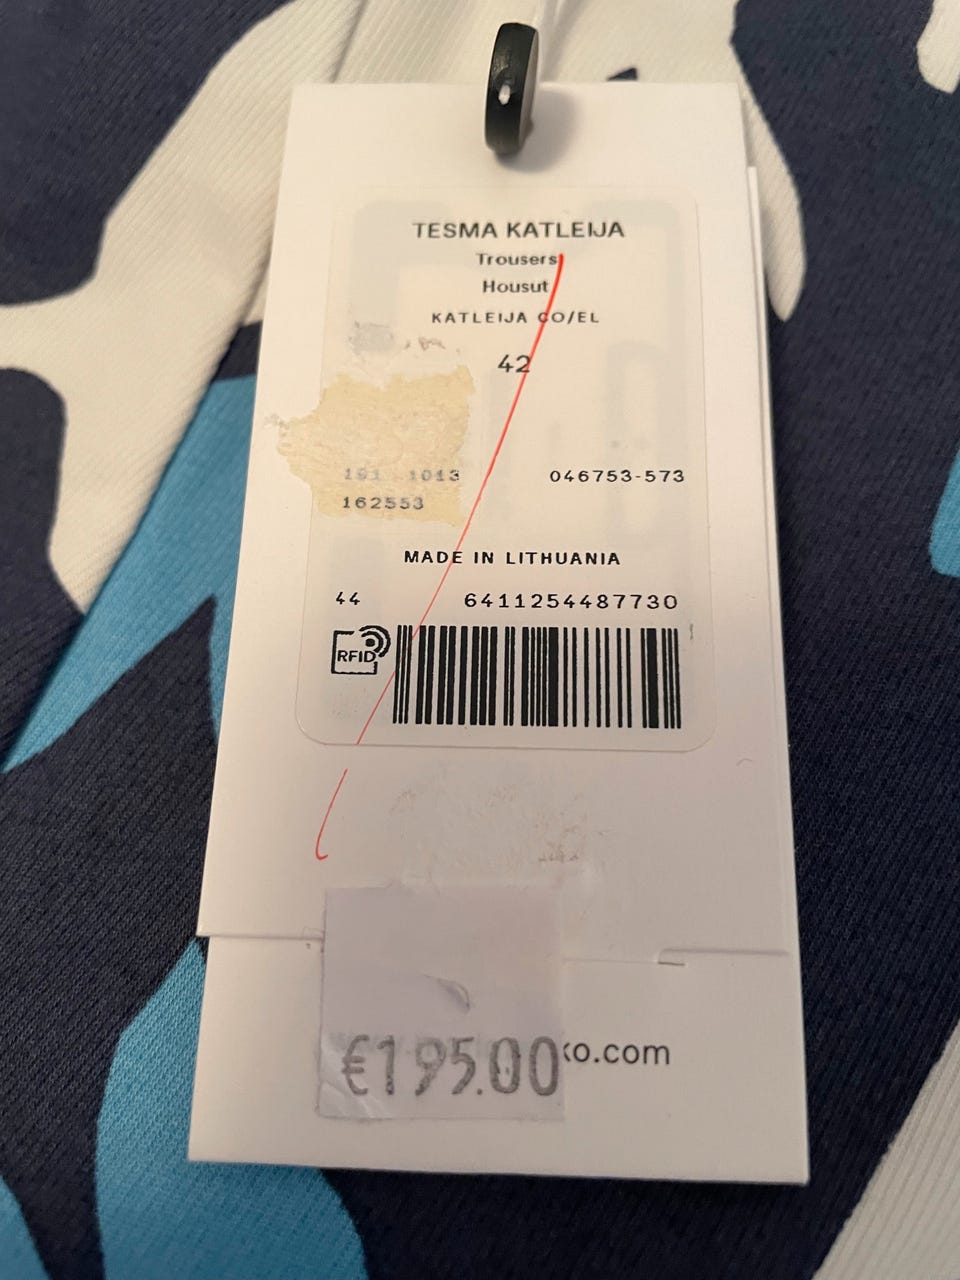 TESMA KATLEIJA
Trousers
Housut
KATLEIJA CO/EL
42
191 1013
046753-573
162553
MADE IN LITHUANIA
44
6411254487730
RFID
€195.00
ko.com